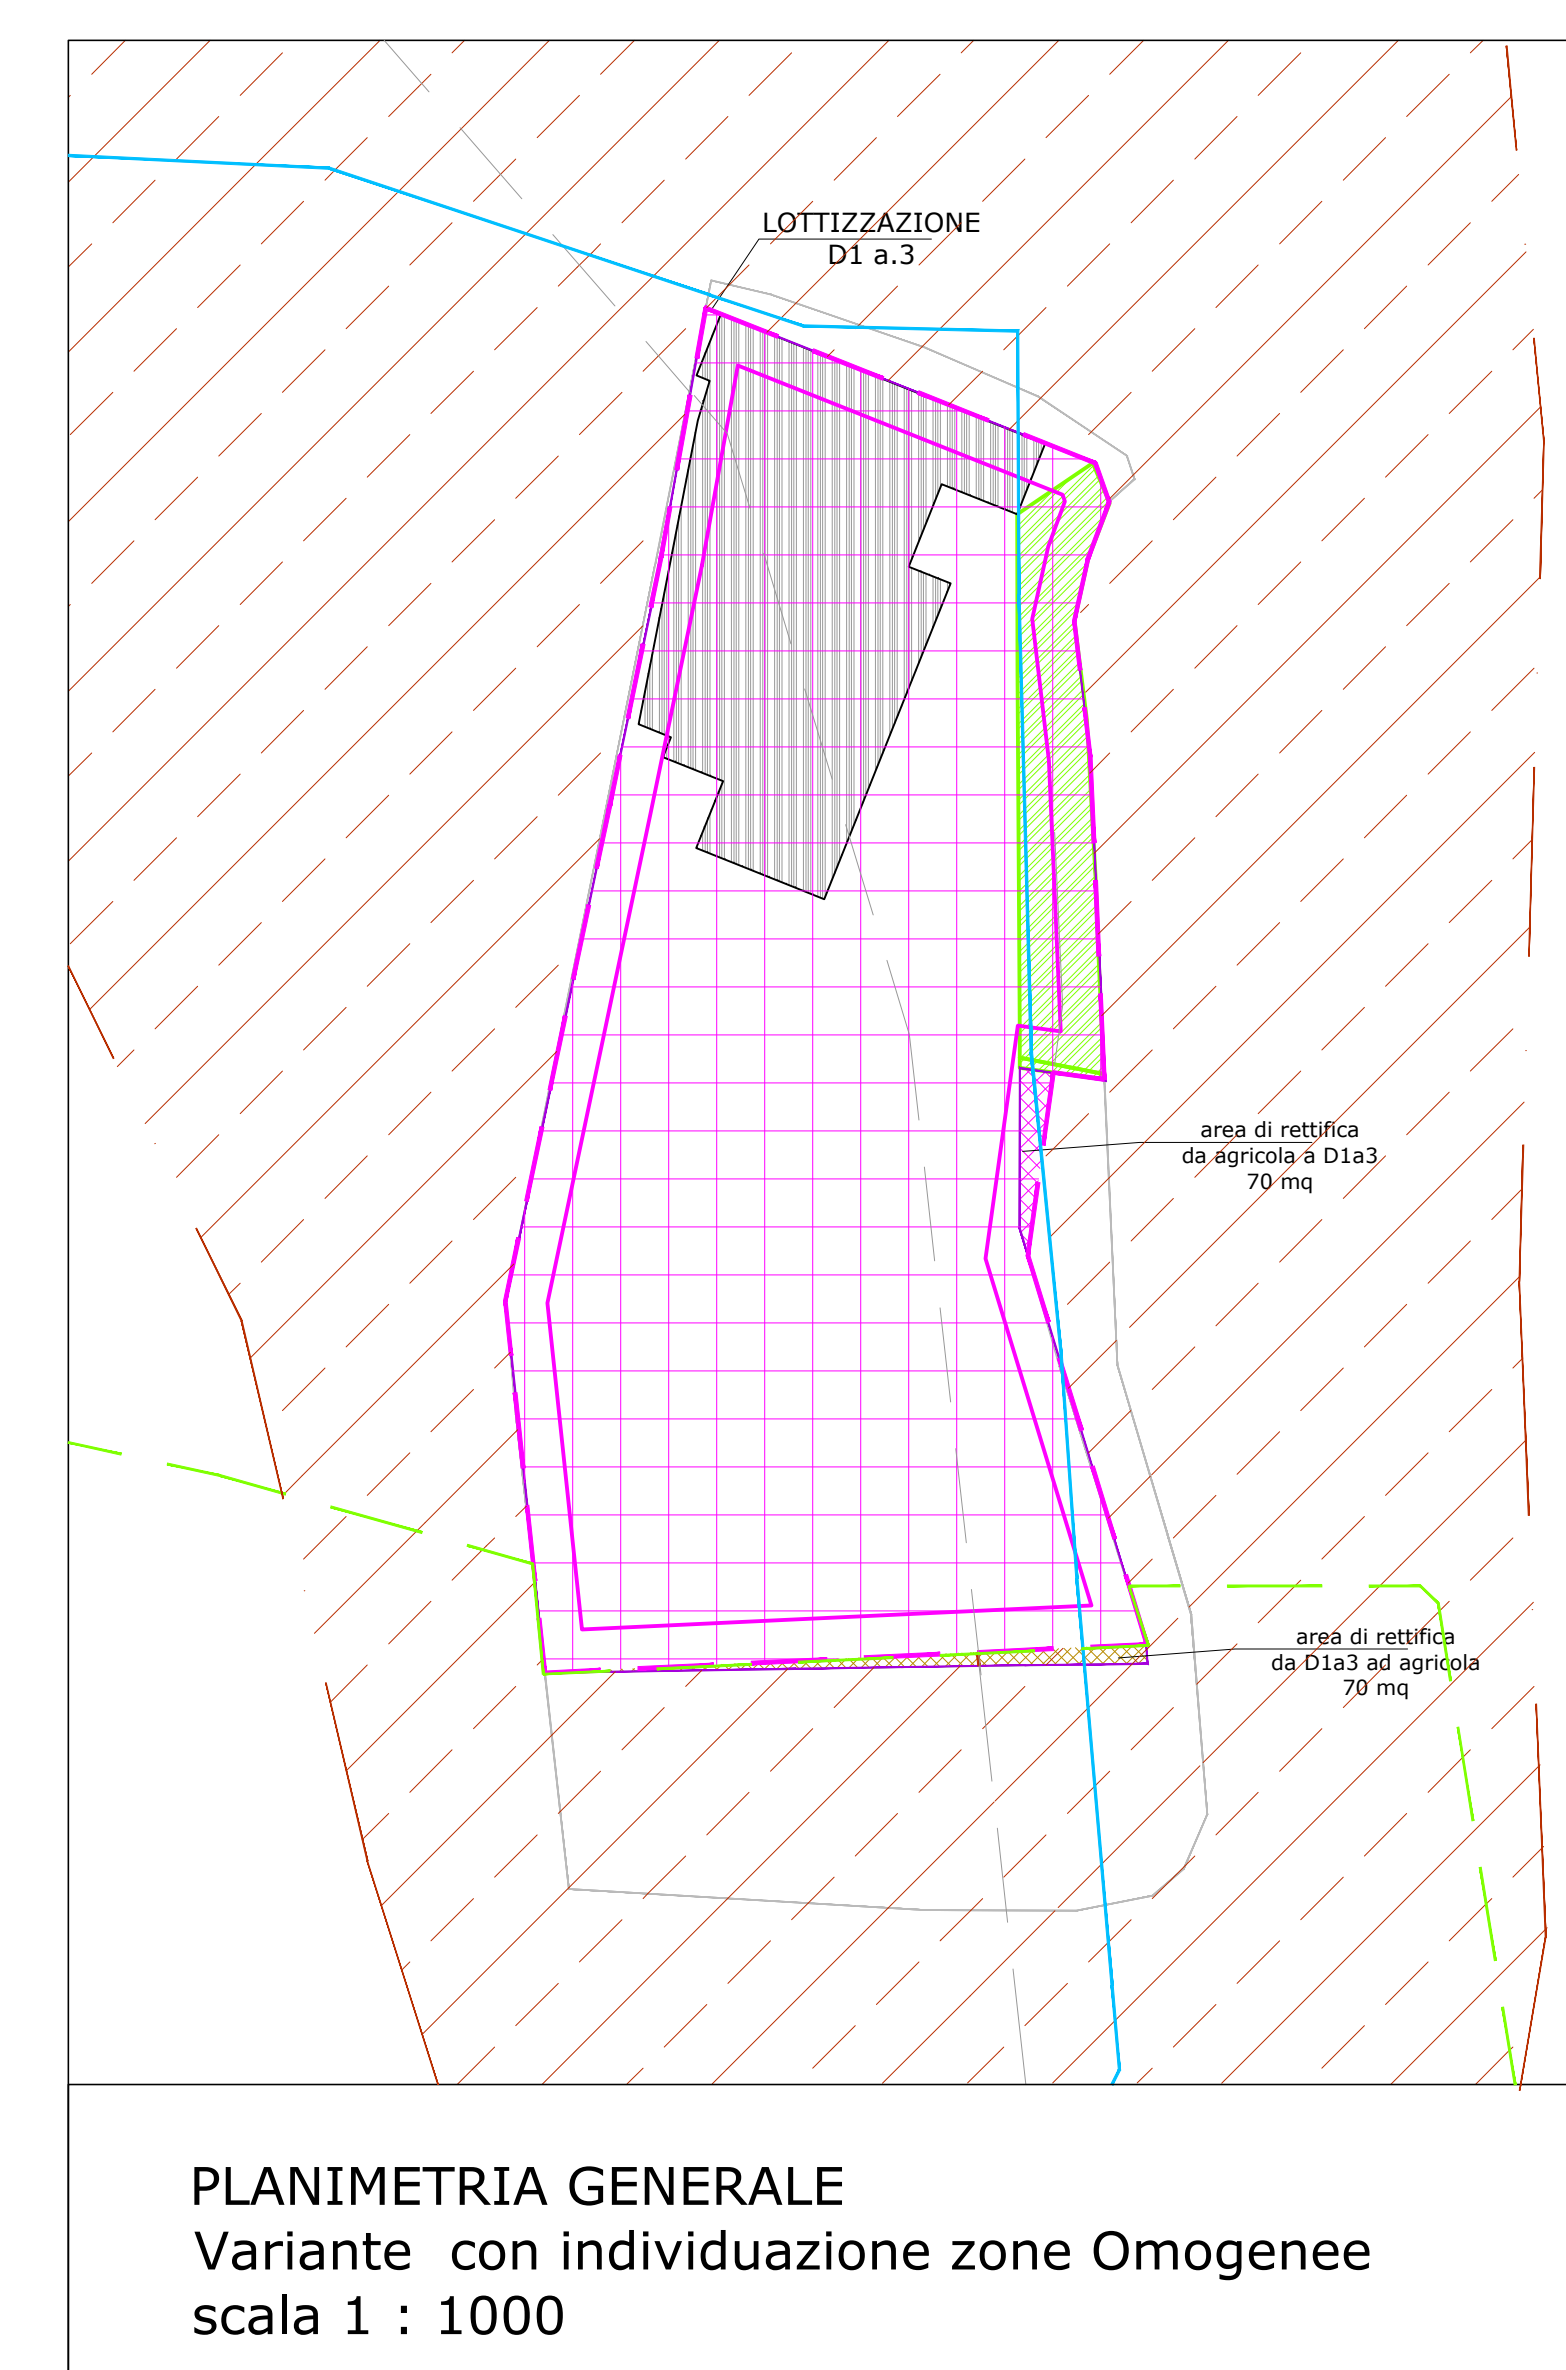 LOTTIZZAZIONE
D1 a.3
area di rettifica
da agricola a D1a3
70 mq
area di rettifica
da D1a3 ad agricola
70 mq
PLANIMETRIA GENERALE
Variante con individuazione zone Omogenee
scala 1 : 1000